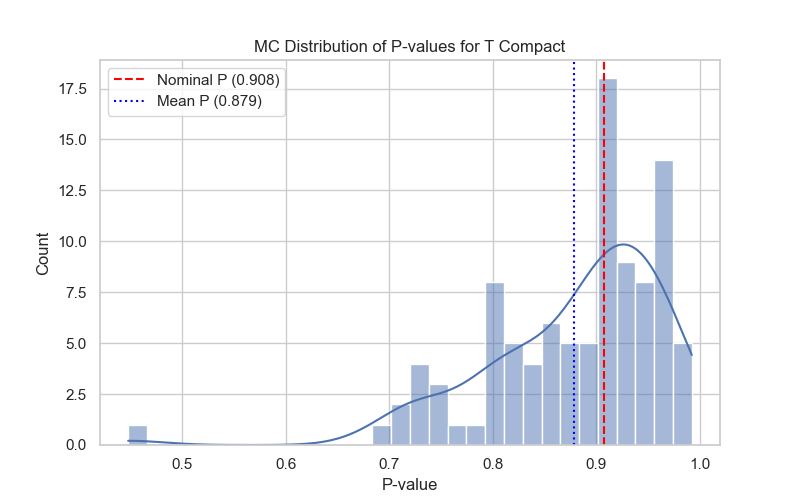 MC Distribution of P-values for T Compact
Nominal P (0.908)
Mean P (0.879)
Count
17.5
15.0
12.5
10.0
7.5
5.0
2.5
0.0
0.5 0.6 0.7 0.8 0.9 1.0
P-value